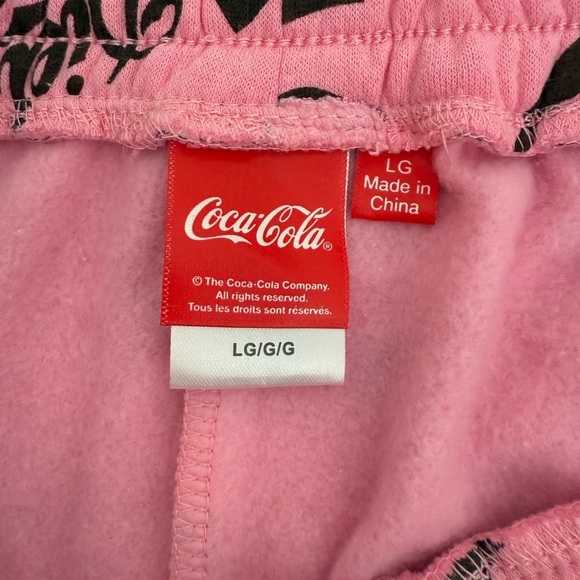 Coca-Cola®
© The Coca-Cola Company.
All rights reserved.
Tous les droits sont réservés.
LG/G/G
LG
Made in
China